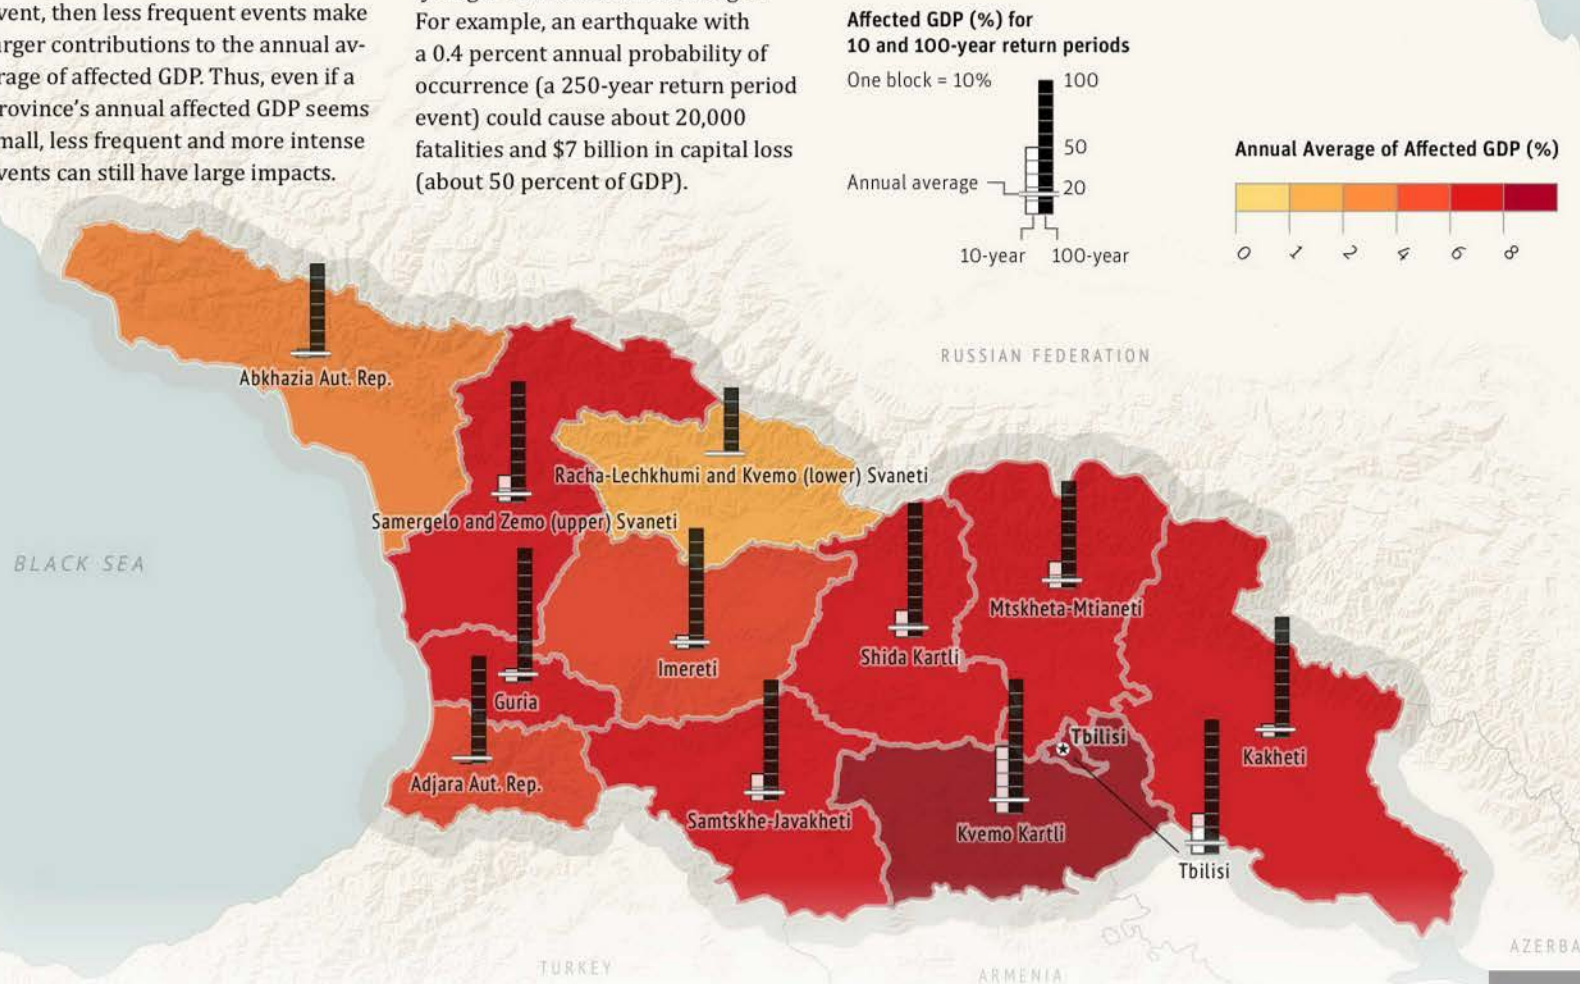 vent, then less frequent events make
arger contributions to the annual av-
rage of affected GDP. Thus, even if a
rovince's annual affected GDP seems
mall, less frequent and more intense
vents can still have large impacts.
For example, an earthquake with
a 0.4 percent annual probability of
occurrence (a 250-year return period
event) could cause about 20,000
fatalities and $7 billion in capital loss
(about 50 percent of GDP).
Affected GDP (%) for
10 and 100-year return periods
One block = 10%
100
50
20
Annual average
10-year
100-year
Annual Average of Affected GDP (%)
0
1
2
4
6
8
RUSSIAN FEDERATION
Abkhazia Aut. Rep.
Racha-Lechkhumi and Kvemo (lower) Svaneti
Samergelo and Zemo (upper) Svaneti
BLACK SEA
Mtskheta-Mtianeti
Shida Kartli
Imereti
Guria
Tbilisi
Kakheti
Adjara Aut. Rep.
Samtskhe-Javakheti
Kvemo Kartli
Tbilisi
TURKEY
ARMENIA
AZERBA